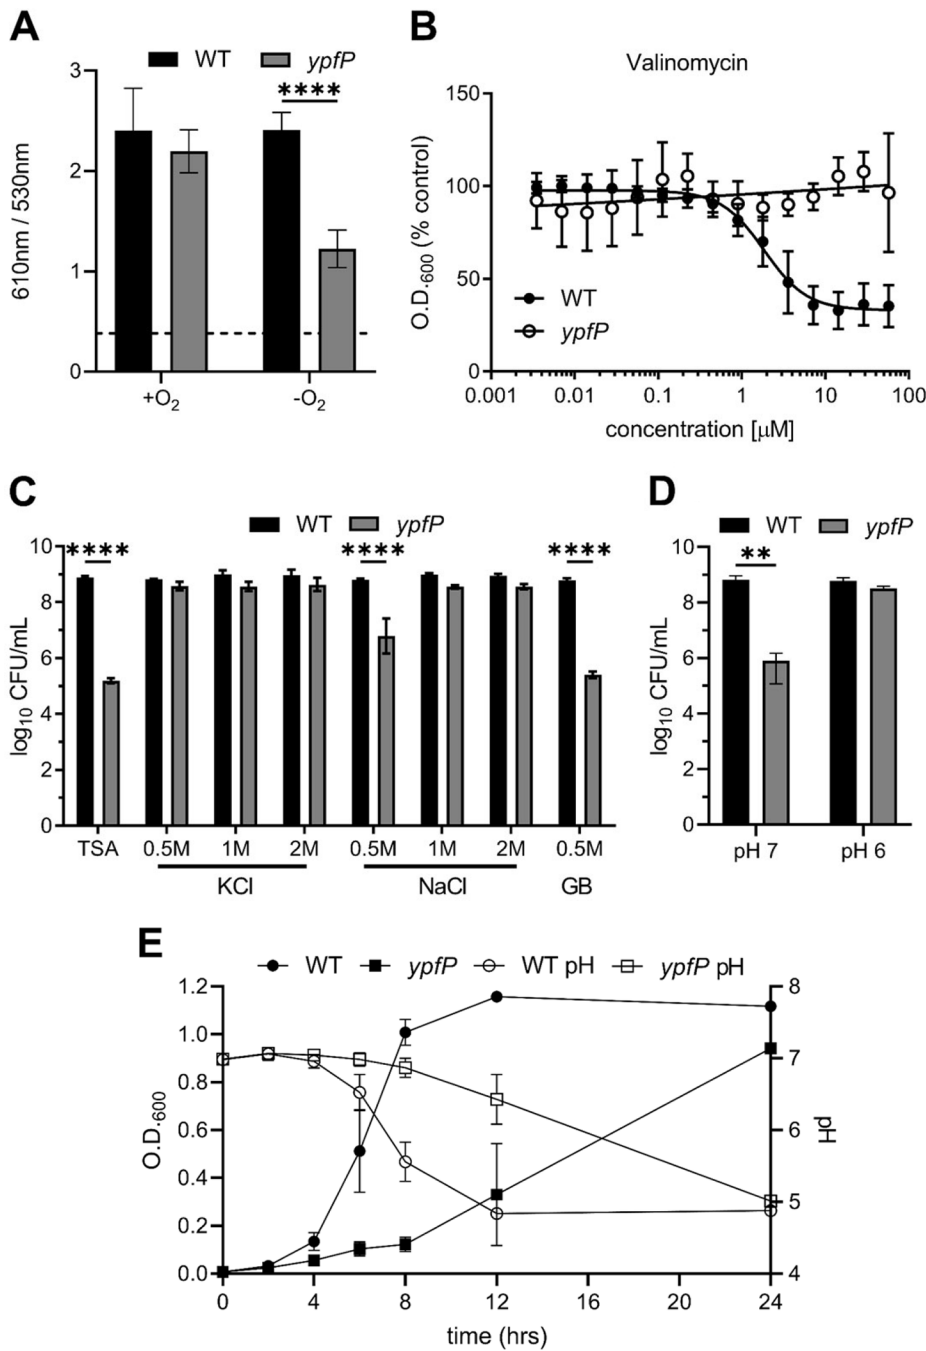 A
WT ypfP
****
3
2
1
0
610nm / 530nm
+O₂ -O₂
B
Valinomycin
150
100
50
0
O.D.₆₀₀ (% control)
WT
ypfP
0.001 0.01 0.1 1 10 100
concentration [μM]
C
WT ypfP
**** **** ****
10
8
6
4
2
0
log₁₀ CFU/mL
TSA 0.5M 1M 2M 0.5M 1M 2M 0.5M
KCl NaCl GB
D
WT ypfP
**
10
8
6
4
2
0
log₁₀ CFU/mL
pH 7 pH 6
E
WT ypfP WT pH ypfP pH
1.2 8
1.0
0.8 7
0.6 6
0.4
0.2 5
0.0 4
O.D.₆₀₀
pH
0 4 8 12 16 20 24
time (hrs)